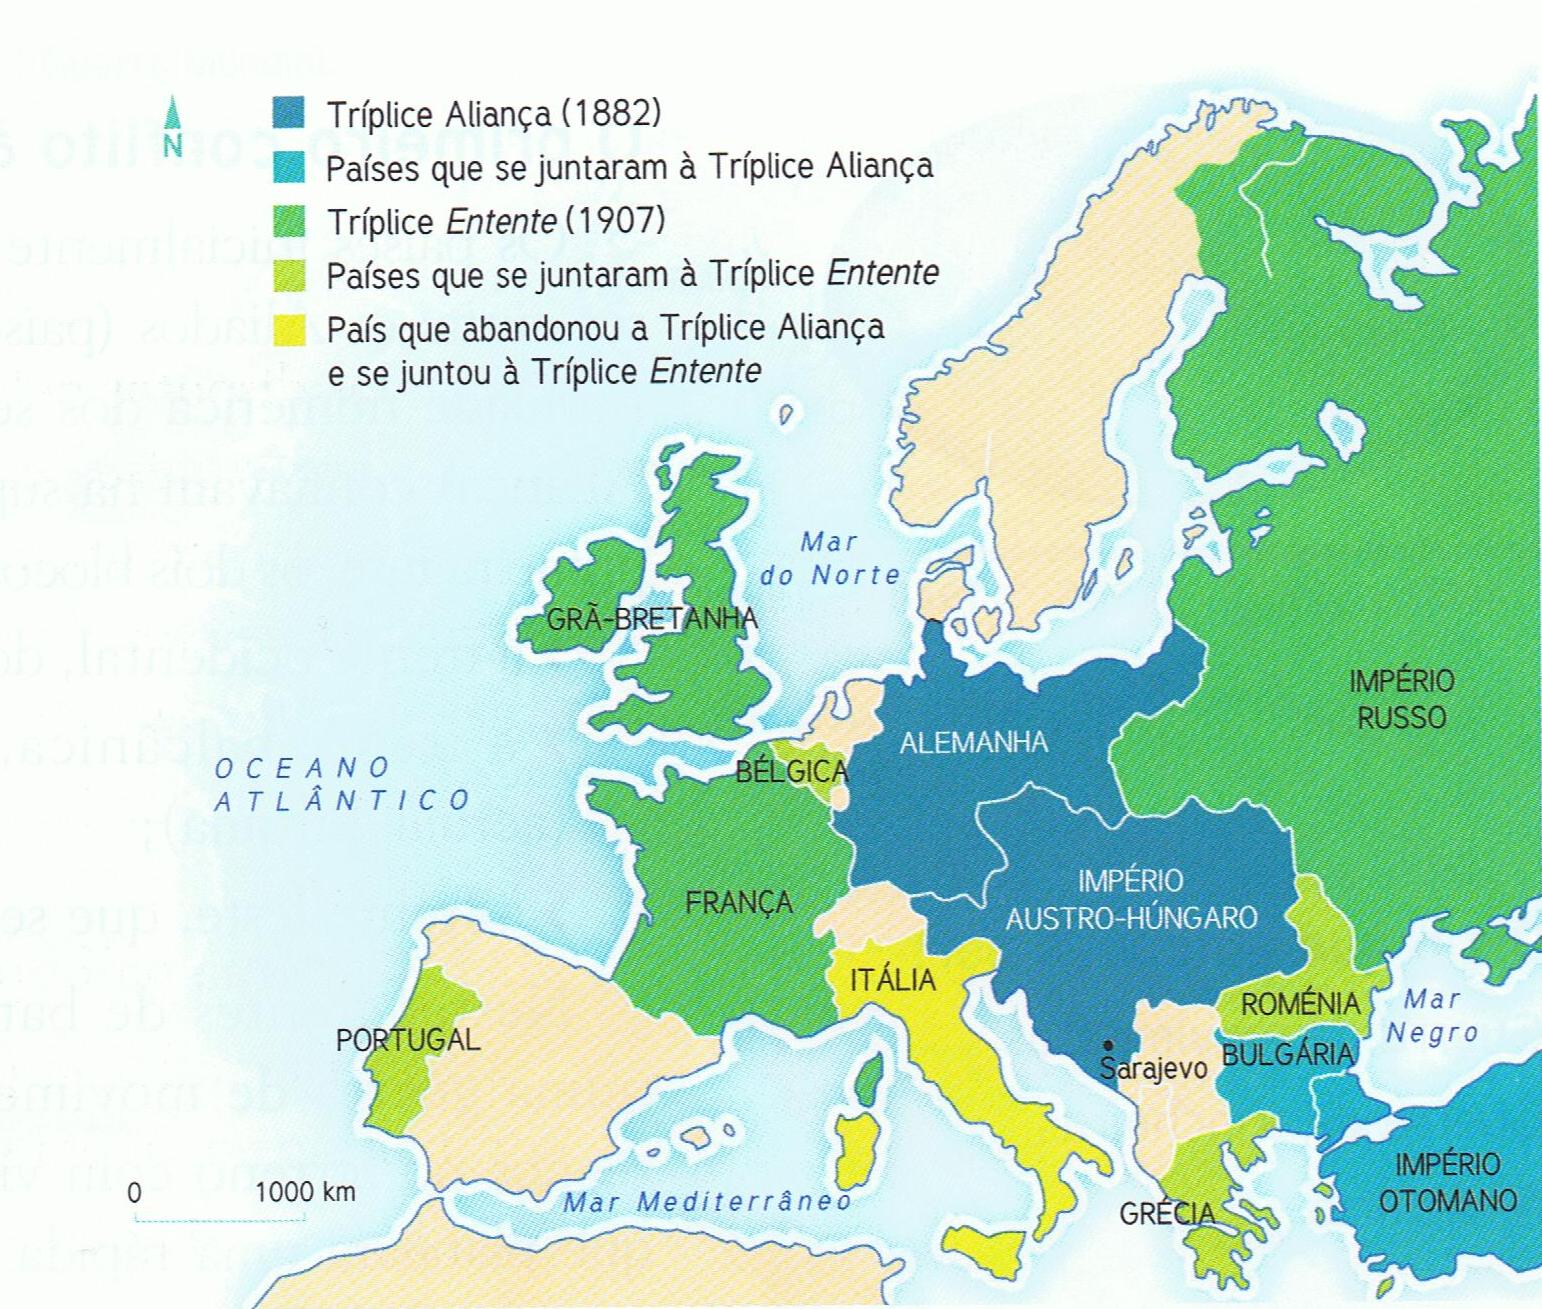 N
Tríplice Aliança (1882)
Países que se juntaram à Tríplice Aliança
Tríplice Entente (1907)
Países que se juntaram à Tríplice Entente
País que abandonou a Tríplice Aliança
e se juntou à Tríplice Entente
Mar
do Norte
GRÃ-BRETANHA
IMPÉRIO
RUSSO
ALEMANHA
BÉLGICA
OCEANO
ATLÂNTICO
IMPÉRIO
AUSTRO-HÚNGARO
FRANÇA
ITÁLIA
ROMÉNIA
Mar
Negro
PORTUGAL
Sarajevo
BULGÁRIA
IMPÉRIO
OTOMANO
0 1000 km
Mar Mediterrâneo
GRÉCIA